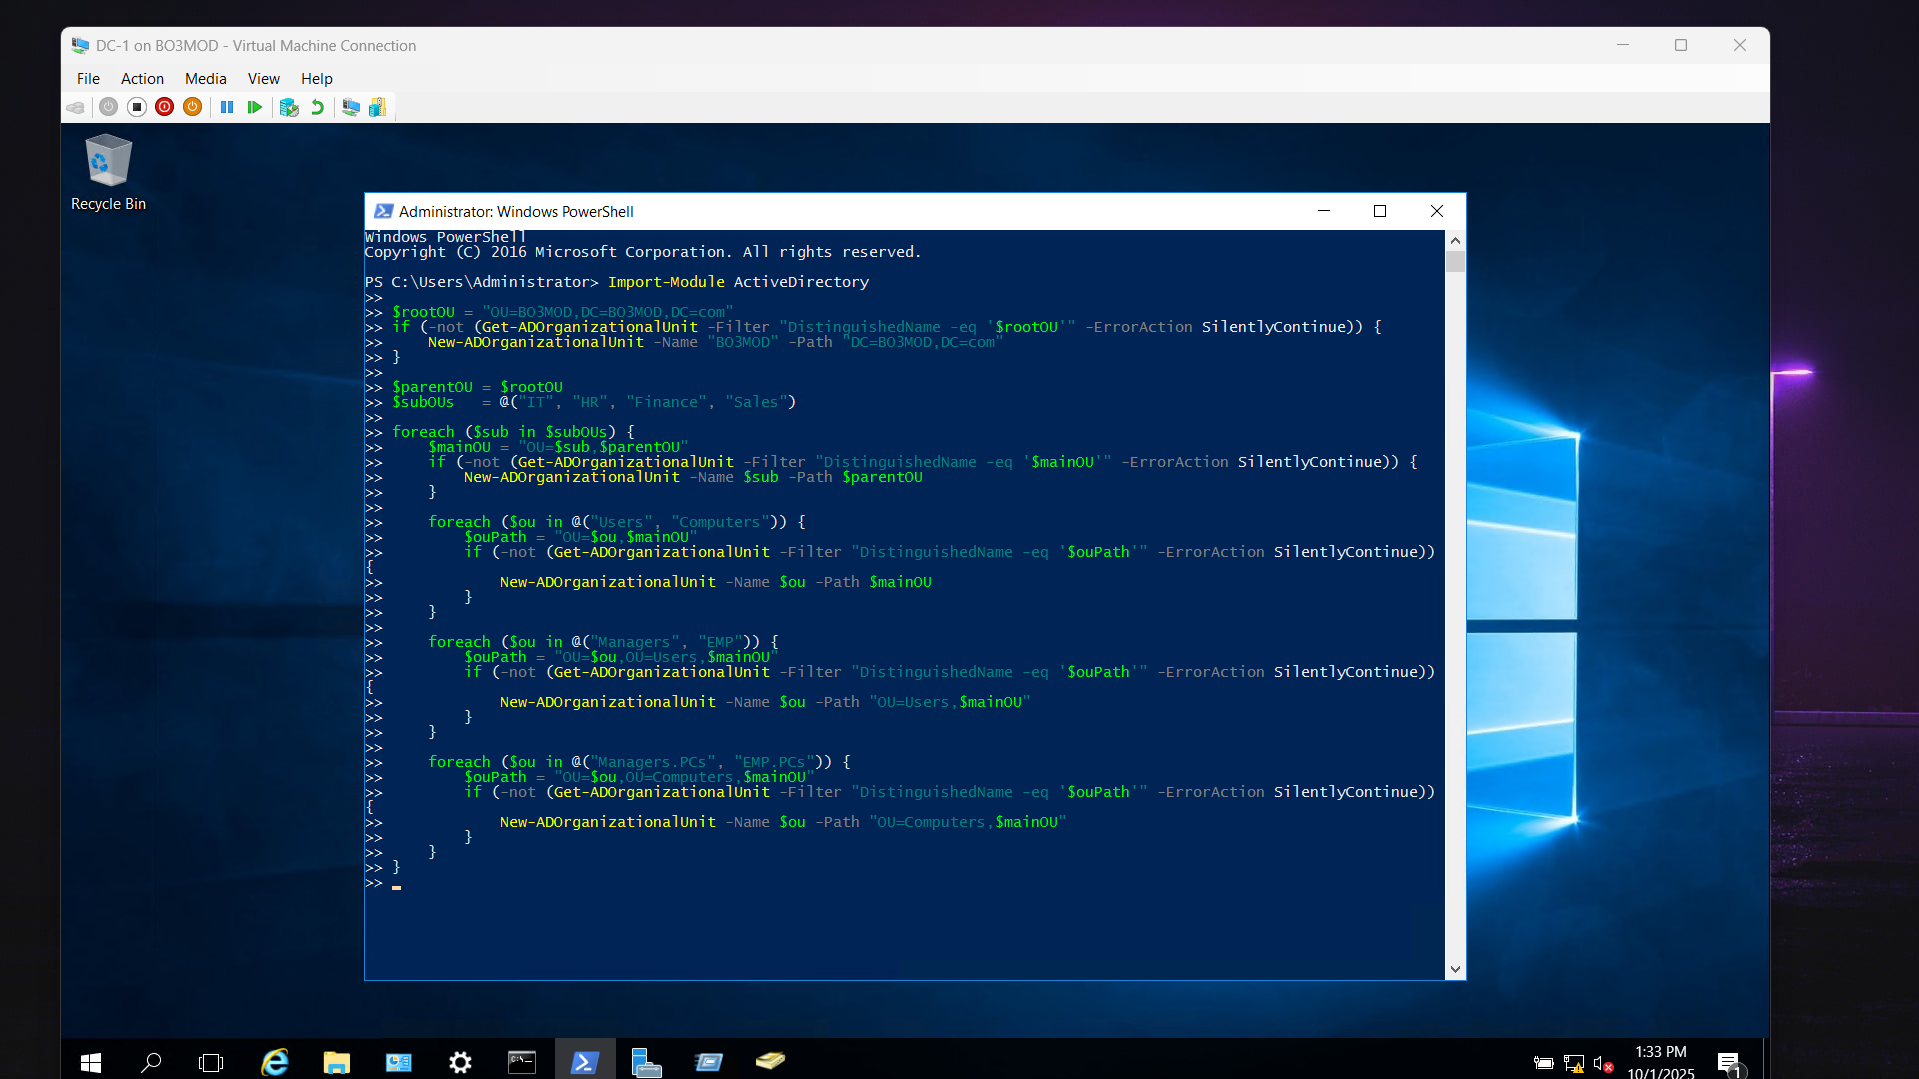 DC-1 on BO3MOD - Virtual Machine Connection
File Action Media View Help
Recycle Bin
Administrator: Windows PowerShell
Windows PowerShell
Copyright (C) 2016 Microsoft Corporation. All rights reserved.
PS C:\Users\Administrator> Import-Module ActiveDirectory
>>
>> $rootOU = "OU=BO3MOD,DC=BO3MOD,DC=com"
>> if (-not (Get-ADOrganizationalUnit -Filter "DistinguishedName -eq '$rootOU'" -ErrorAction SilentlyContinue)) {
>>     New-ADOrganizationalUnit -Name "BO3MOD" -Path "DC=BO3MOD,DC=com"
>> }
>>
>> $parentOU = $rootOU
>> $subOUs   = @("IT", "HR", "Finance", "Sales")
>>
>> foreach ($sub in $subOUs) {
>>     $mainOU = "OU=$sub,$parentOU"
>>     if (-not (Get-ADOrganizationalUnit -Filter "DistinguishedName -eq '$mainOU'" -ErrorAction SilentlyContinue)) {
>>         New-ADOrganizationalUnit -Name $sub -Path $parentOU
>>     }
>>
>>     foreach ($ou in @("Users", "Computers")) {
>>         $ouPath = "OU=$ou,$mainOU"
>>         if (-not (Get-ADOrganizationalUnit -Filter "DistinguishedName -eq '$ouPath'" -ErrorAction SilentlyContinue))
{
>>             New-ADOrganizationalUnit -Name $ou -Path $mainOU
>>         }
>>     }
>>
>>     foreach ($ou in @("Managers", "EMP")) {
>>         $ouPath = "OU=$ou,OU=Users,$mainOU"
>>         if (-not (Get-ADOrganizationalUnit -Filter "DistinguishedName -eq '$ouPath'" -ErrorAction SilentlyContinue))
{
>>             New-ADOrganizationalUnit -Name $ou -Path "OU=Users,$mainOU"
>>         }
>>     }
>>
>>     foreach ($ou in @("Managers.PCs", "EMP.PCs")) {
>>         $ouPath = "OU=$ou,OU=Computers,$mainOU"
>>         if (-not (Get-ADOrganizationalUnit -Filter "DistinguishedName -eq '$ouPath'" -ErrorAction SilentlyContinue))
{
>>             New-ADOrganizationalUnit -Name $ou -Path "OU=Computers,$mainOU"
>>         }
>>     }
>> }
>>
1:33 PM
10/1/2025
1